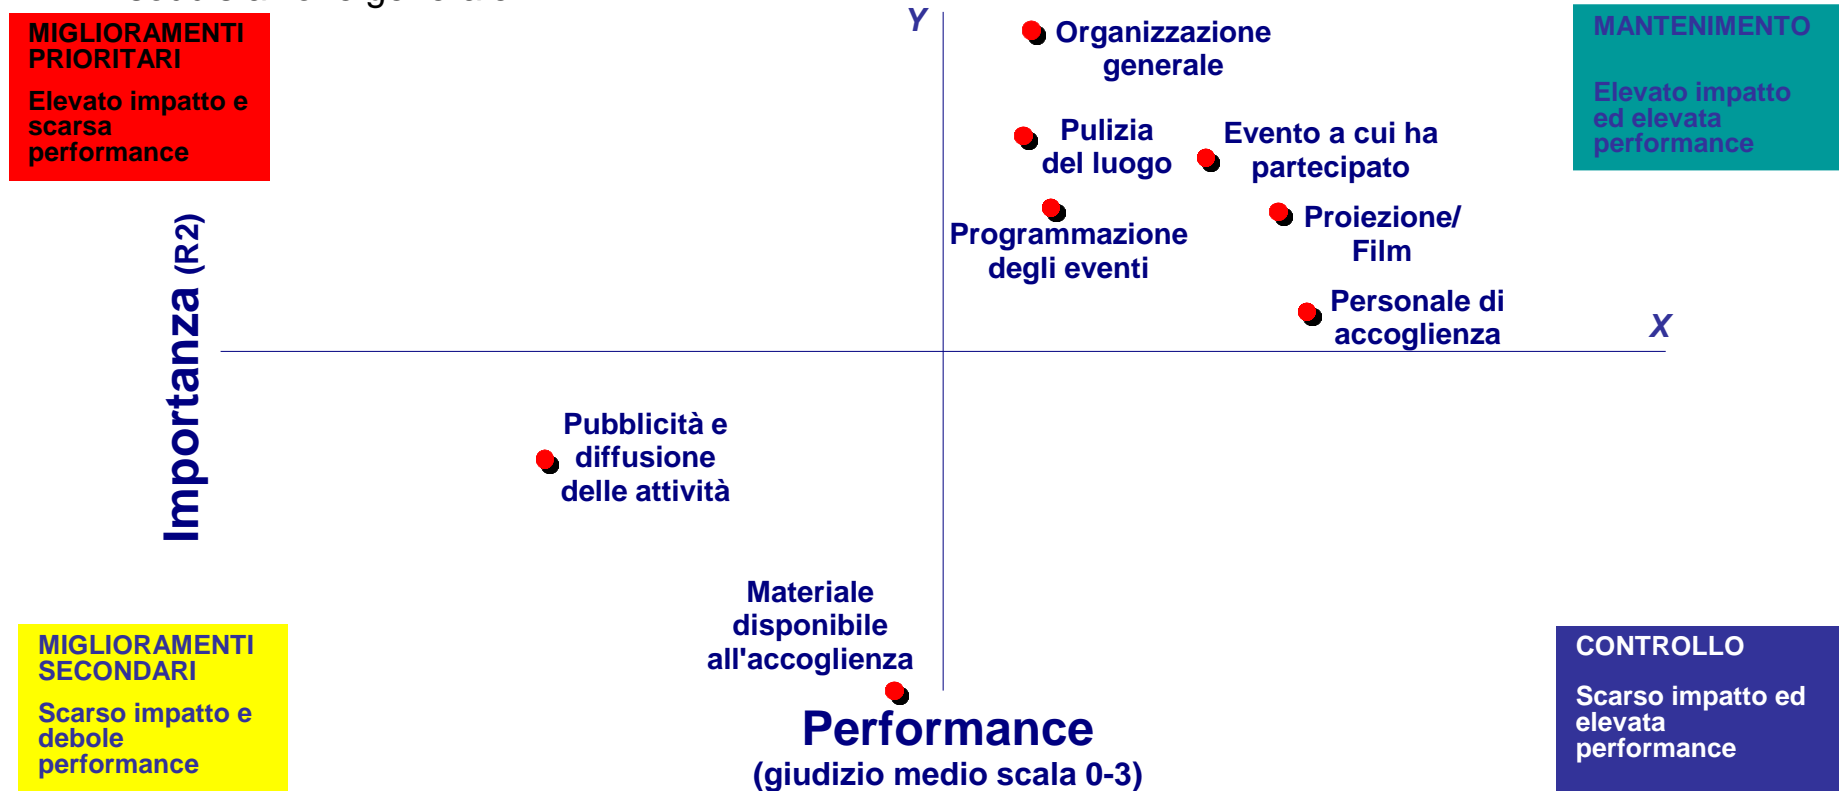 MIGLIORAMENTI
PRIORITARI
Elevato impatto e
scarsa
performance
Y
Organizzazione
generale
MANTENIMENTO
Elevato impatto
ed elevata
performance
Pulizia
del luogo
Evento a cui ha
partecipato
Programmazione
degli eventi
Proiezione/
Film
Personale di
accoglienza
X
Importanza (R2)
Pubblicità e
diffusione
delle attività
Materiale
disponibile
all'accoglienza
MIGLIORAMENTI
SECONDARI
Scarso impatto e
debole
performance
Performance
(giudizio medio scala 0-3)
CONTROLLO
Scarso impatto ed
elevata
performance